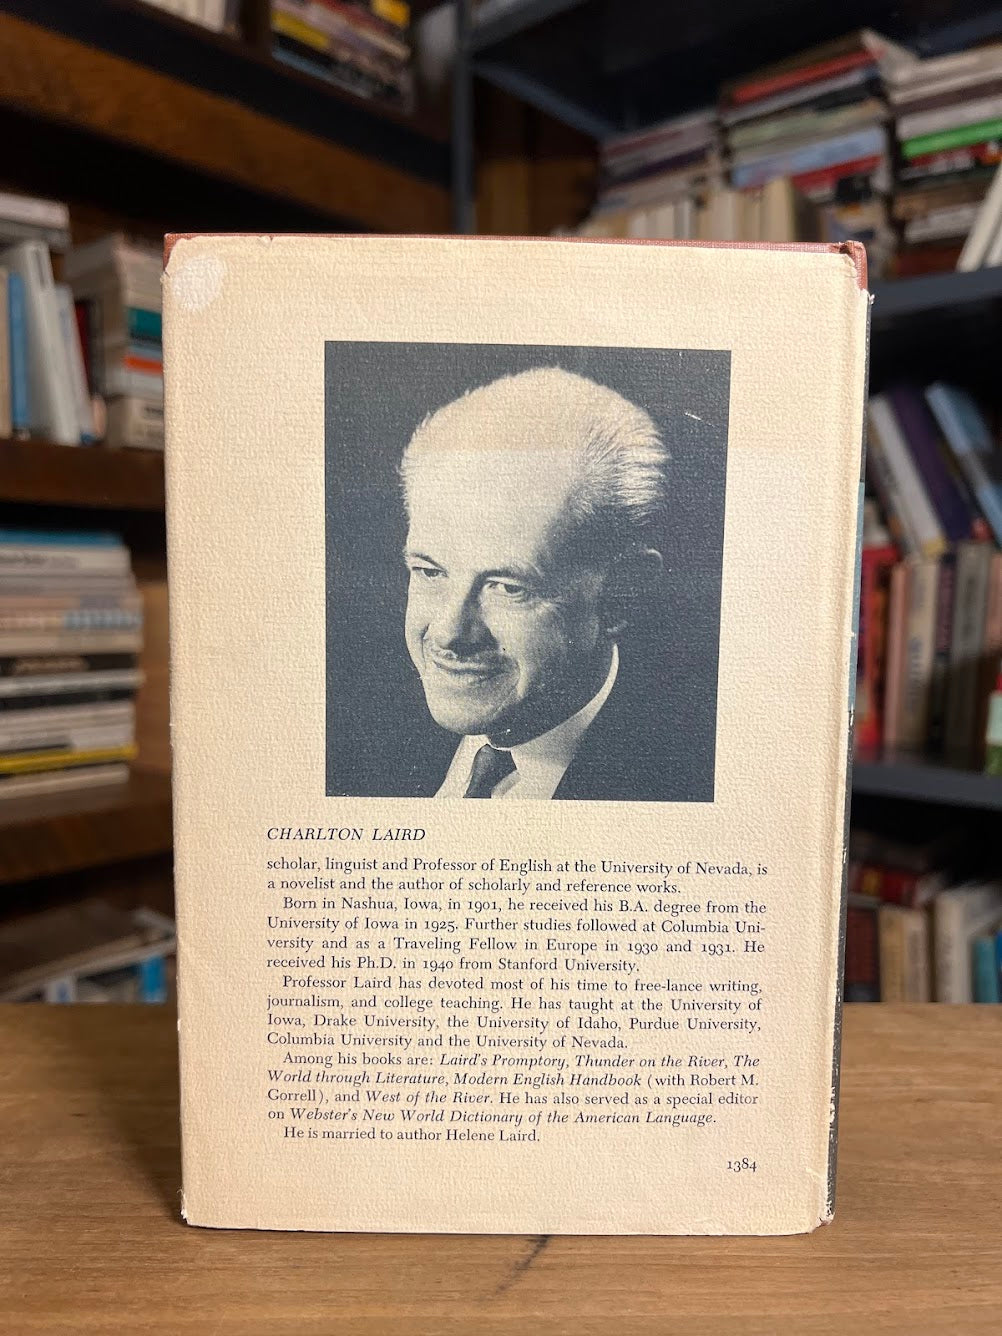 CHARLTON LAIRD
scholar, linguist and Professor of English at the University of Nevada, is
a novelist and the author of scholarly and reference works.
Born in Nashua, Iowa, in 1901, he received his B.A. degree from the
University of Iowa in 1925. Further studies followed at Columbia Uni-
versity and as a Traveling Fellow in Europe in 1930 and 1931. He
received his Ph.D. in 1940 from Stanford University.
Professor Laird has devoted most of his time to free-lance writing,
journalism, and college teaching. He has taught at the University of
Iowa, Drake University, the University of Idaho, Purdue University,
Columbia University and the University of Nevada.
Among his books are: Laird's Promptory, Thunder on the River, The
World through Literature, Modern English Handbook (with Robert M.
Gorrell), and West of the River. He has also served as a special editor
on Webster's New World Dictionary of the American Language.
He is married to author Helene Laird.
1384